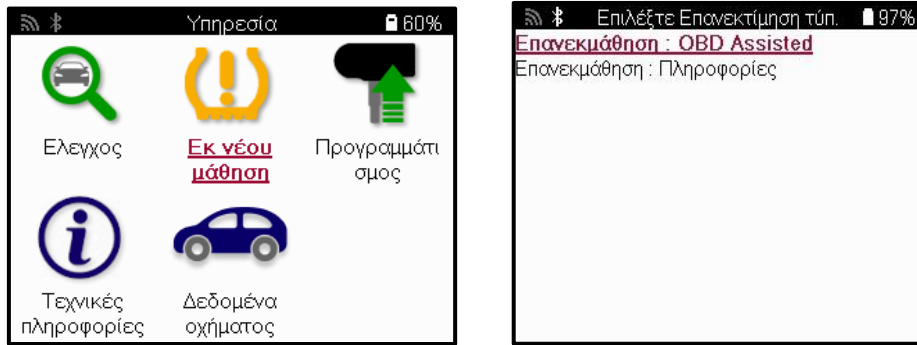 Υπηρεσία 60%
Ελεγχος
Εκ νέου
μάθηση
Προγραμμάτι
σμος
Τεχνικές
πληροφορίες
Δεδομένα
οχήματος
Επιλέξτε Επανεκτίμηση τύπ. 97%
Επανεκμάθηση : OBD Assisted
Επανεκμάθηση : Πληροφορίες